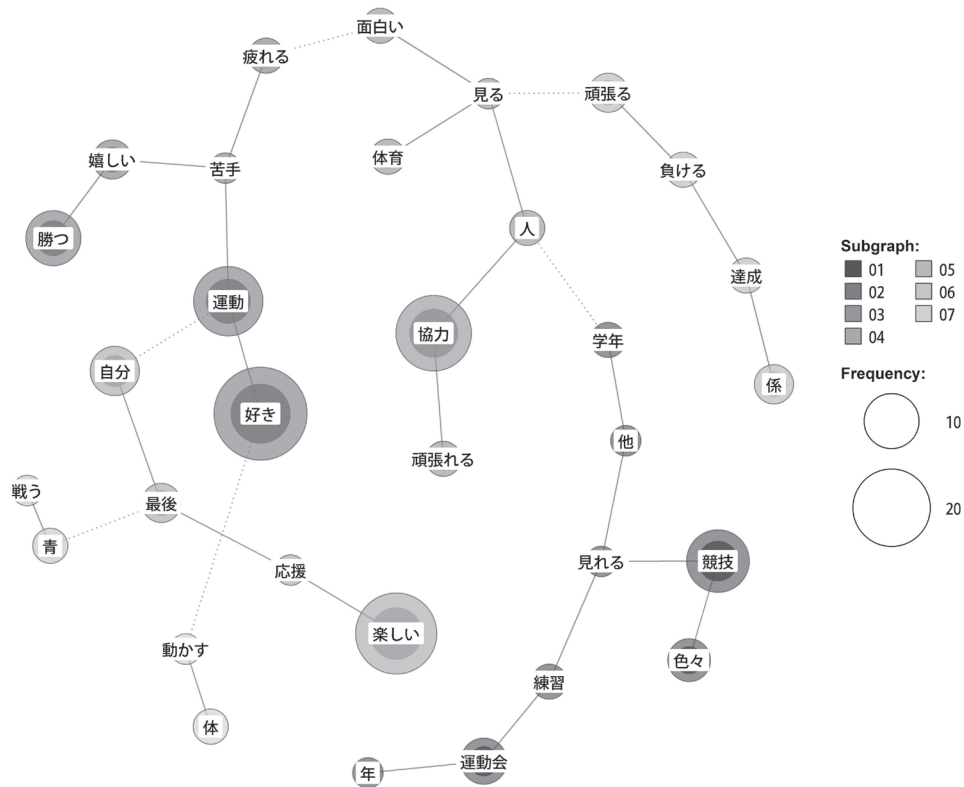 面白い
疲れる
見る
頑張る
体育
嬉しい
苦手
負ける
人
勝つ
Subgraph:
01
02
03
04
05
06
07
達成
運動
協力
学年
自分
係
好き
Frequency:
10
20
他
頑張れる
戦う
最後
青
応援
見れる
競技
楽しい
動かす
色々
練習
体
運動会
年